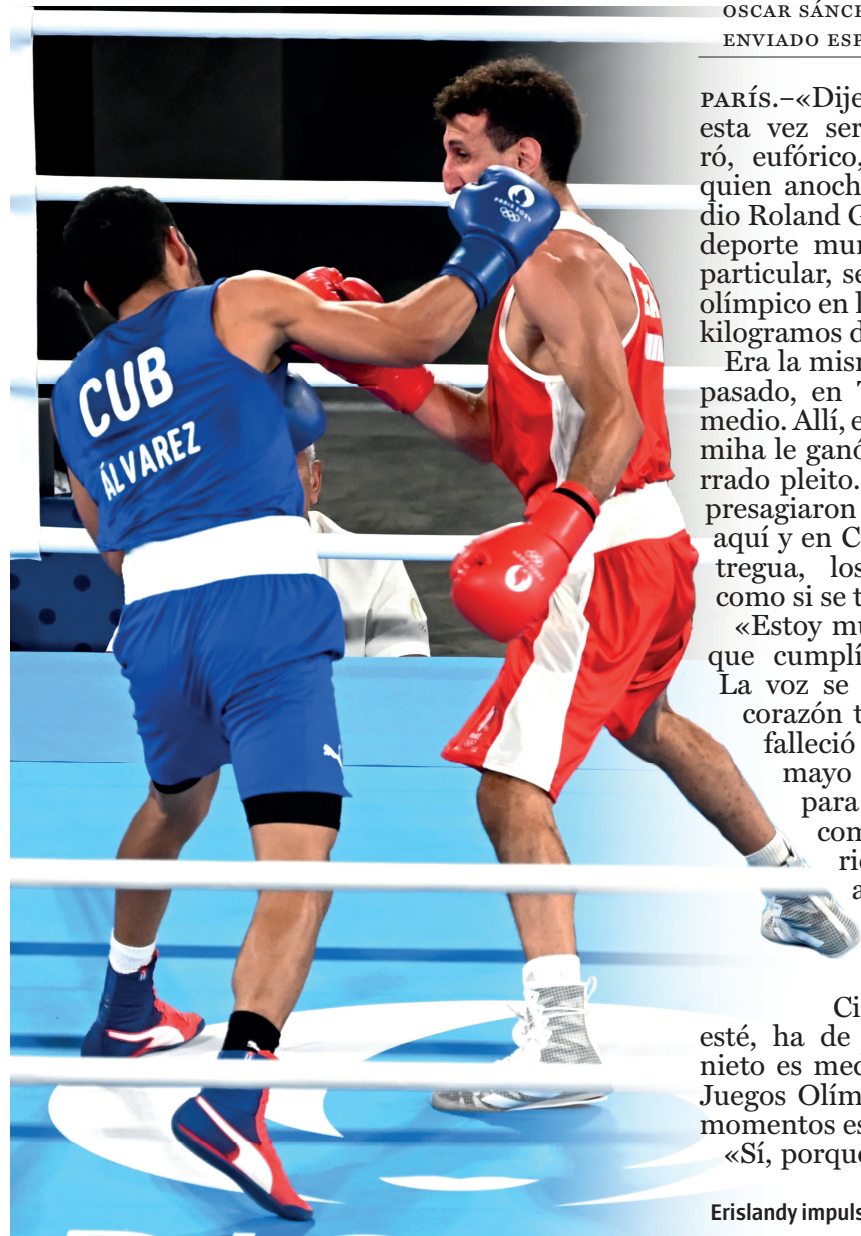 OSCAR SÁNC
ENVIADO ESP
PARÍS.–«Dije
esta vez ser
ró, eufórico,
quien anoch
dio Roland G
deporte mun
particular, se
olímpico en l
kilogramos d
Era la misn
pasado, en T
medio. Allí, e
miha le ganó
rrado pleito.
presagiaron
aquí y en C
tregua, los
como si se t
«Estoy mu
que cumplí
La voz se
corazón t
falleció
mayo
para
com
ri
a
Ci
esté, ha de
nieto es med
Juegos Olím
momentos es
«Sí, porque
Erislandy impuls
CUB
ÁLVAREZ
PARIS 2024